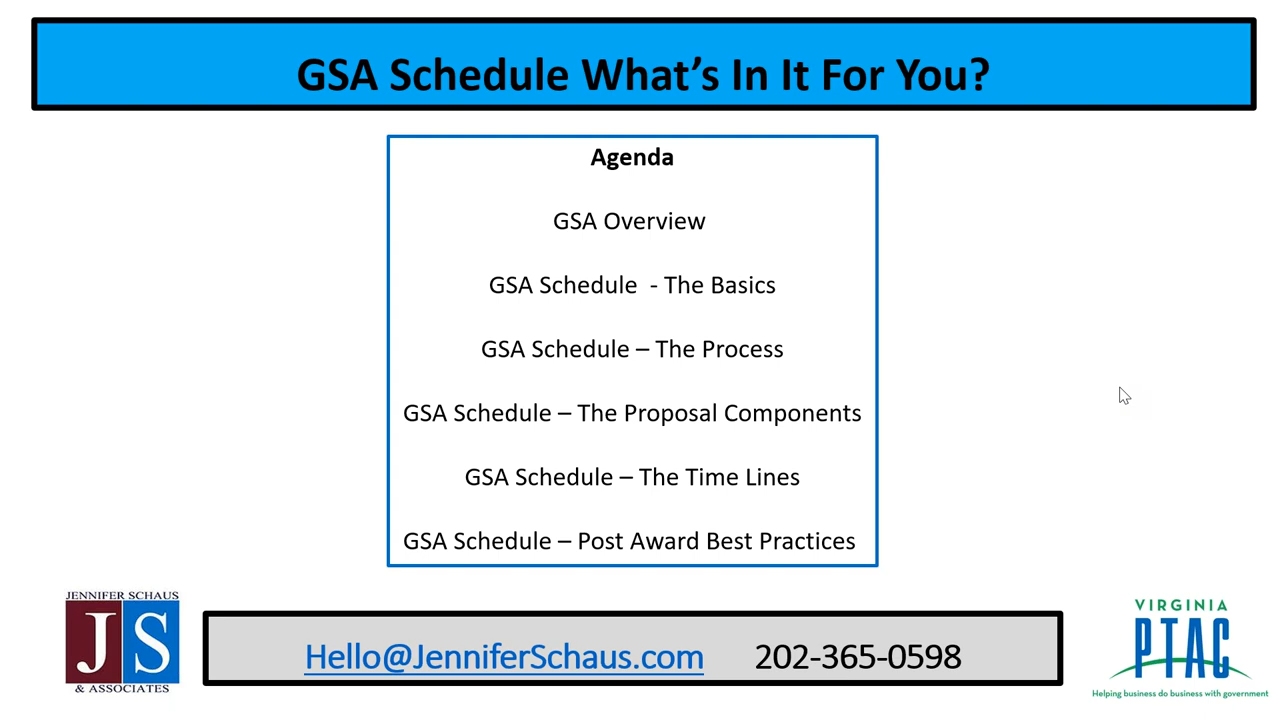 GSA Schedule What's In It For You?
Agenda
GSA Overview
GSA Schedule  - The Basics
GSA Schedule – The Process
GSA Schedule – The Proposal Components
GSA Schedule – The Time Lines
GSA Schedule – Post Award Best Practices
JENNIFER SCHAUS
JS
& ASSOCIATES
Hello@JenniferSchaus.com 202-365-0598
VIRGINIA
PTAC
Helping business do business with government